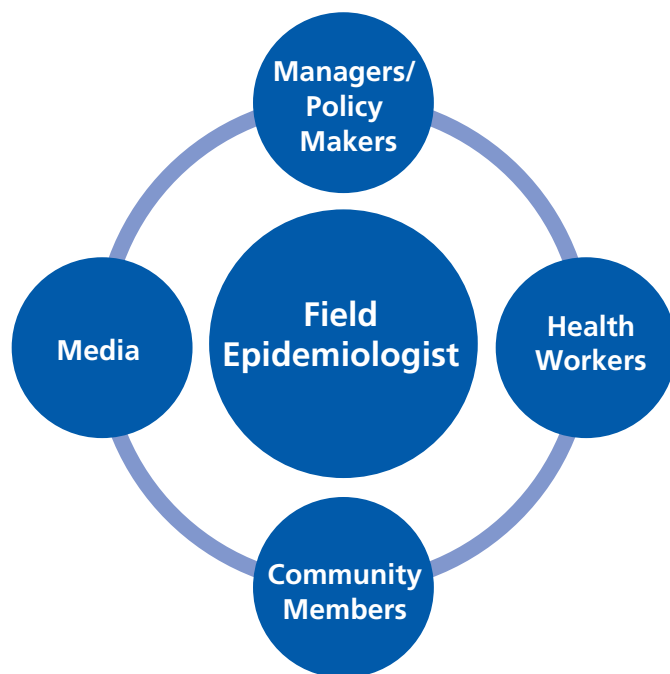 Managers/
Policy
Makers
Field
Epidemiologist
Media
Health
Workers
Community
Members